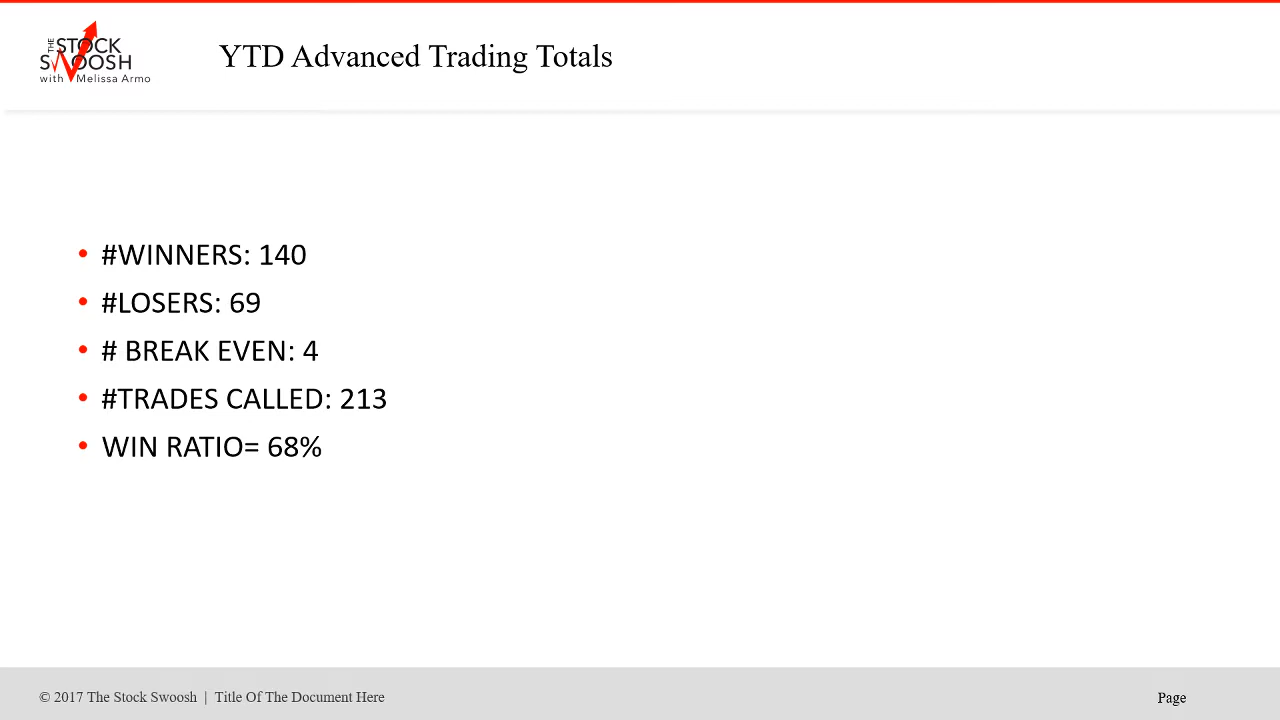 THE STOCK
SWOOSH
with Melissa Armo
YTD Advanced Trading Totals
• #WINNERS: 140
• #LOSERS: 69
• # BREAK EVEN: 4
• #TRADES CALLED: 213
• WIN RATIO= 68%
© 2017 The Stock Swoosh | Title Of The Document Here
Page